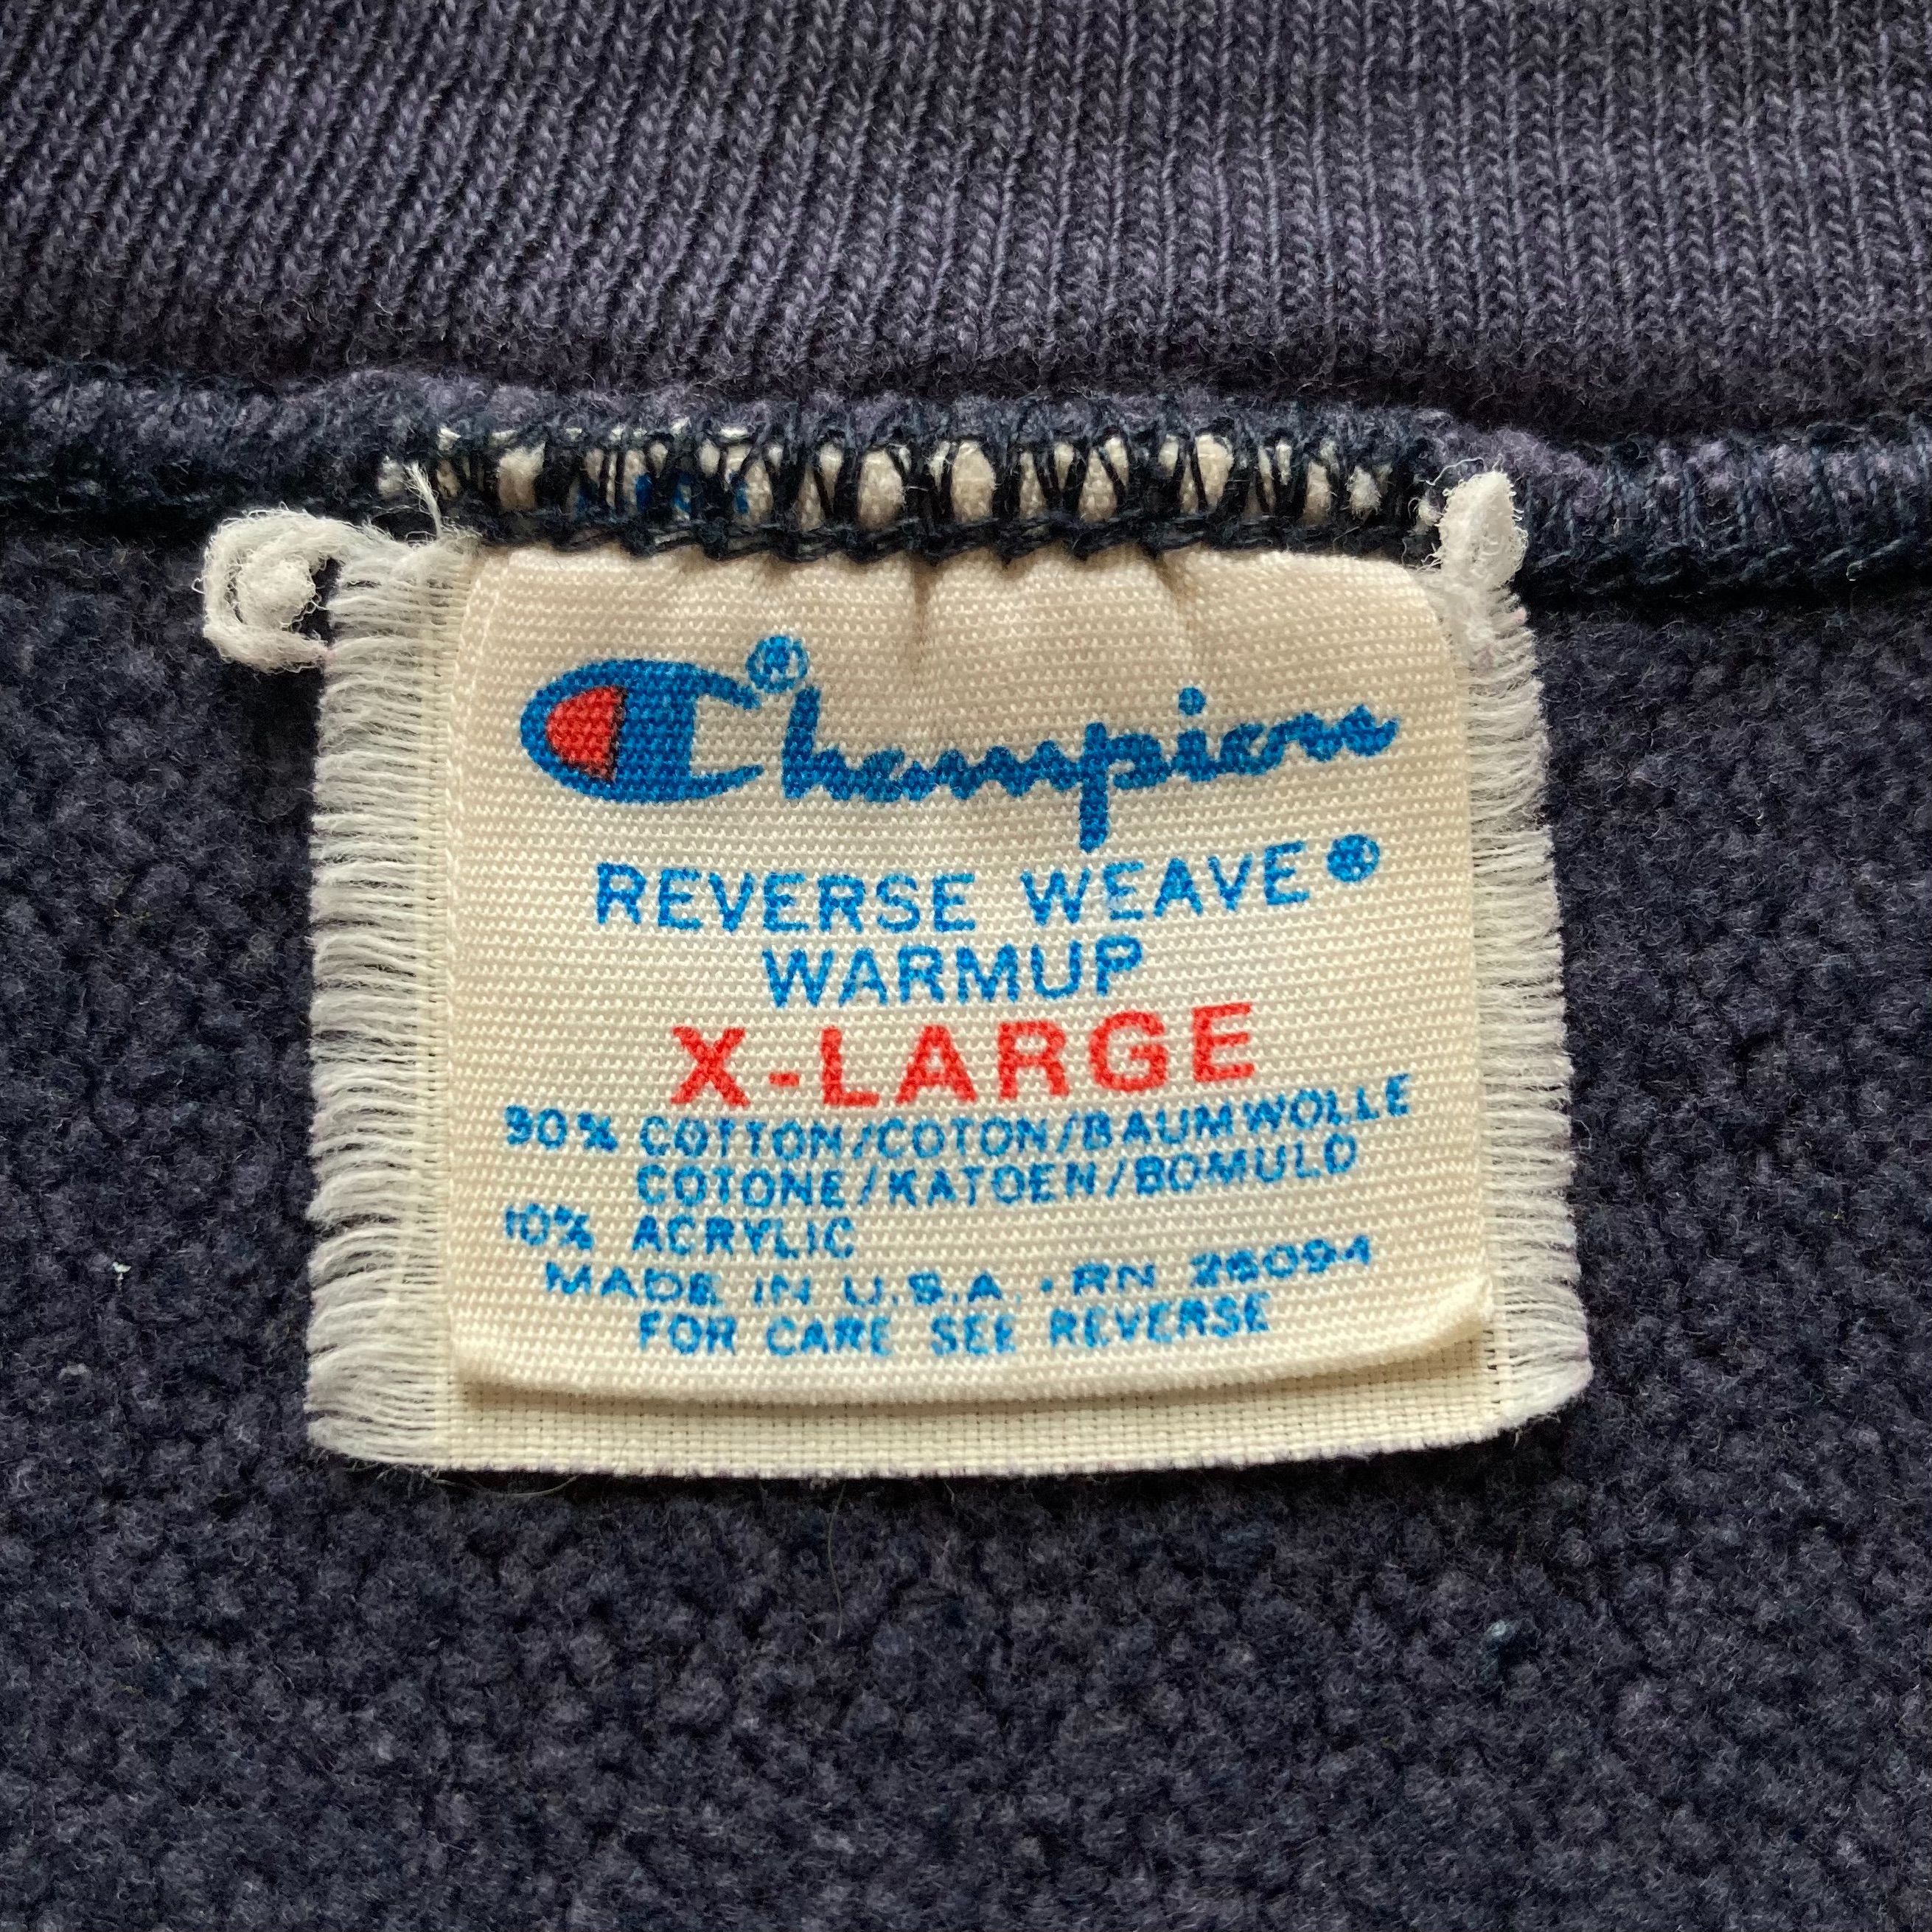 Champion®
REVERSE WEAVE®
WARMUP
X-LARGE
90% COTTON/COTON/BAUMWOLLE
COTONE/KATOEN/BOMULD
10% ACRYLIC
MADE IN U.S.A. · RN 26094
FOR CARE SEE REVERSE